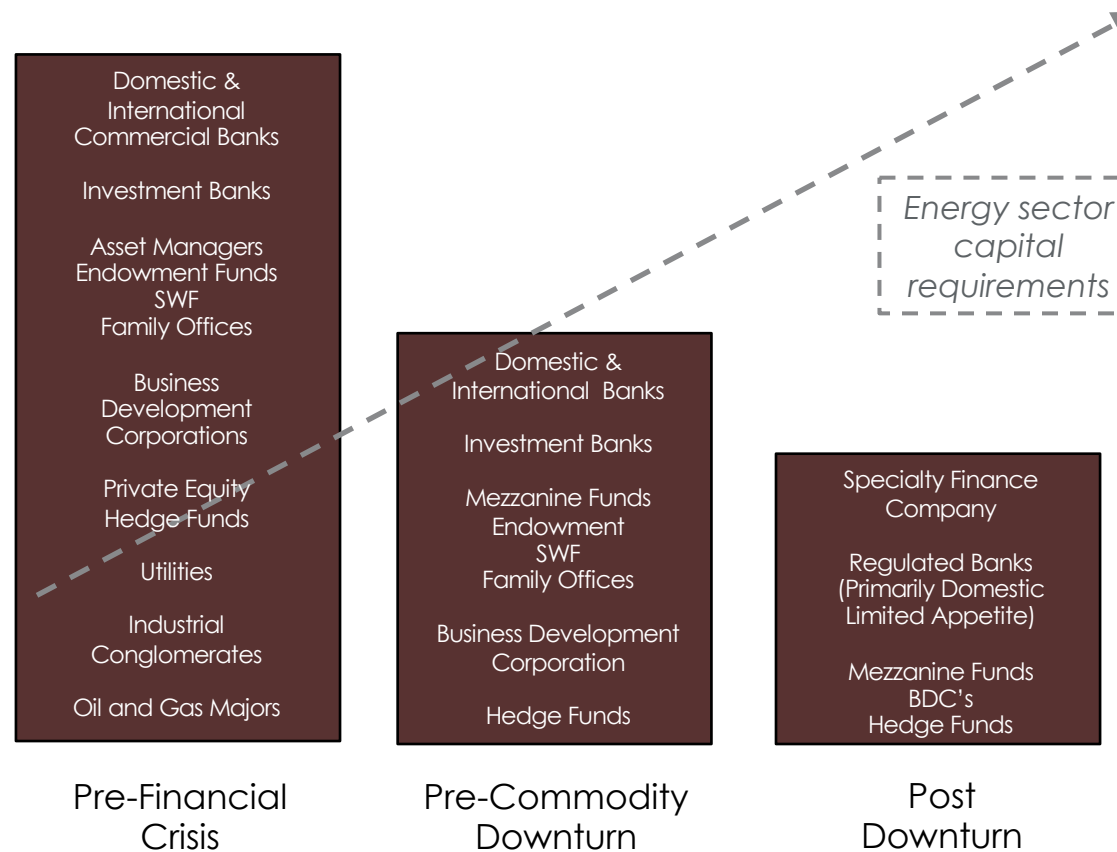 Domestic &
International
Commercial Banks
Investment Banks
Asset Managers
Endowment Funds
SWF
Family Offices
Business
Development
Corporations
Private Equity
Hedge Funds
Utilities
Industrial
Conglomerates
Oil and Gas Majors
Pre-Financial
Crisis
Domestic &
International Banks
Investment Banks
Mezzanine Funds
Endowment
SWF
Family Offices
Business Development
Corporation
Hedge Funds
Pre-Commodity
Downturn
Energy sector
capital
requirements
Specialty Finance
Company
Regulated Banks
(Primarily Domestic
Limited Appetite)
Mezzanine Funds
BDC's
Hedge Funds
Post
Downturn